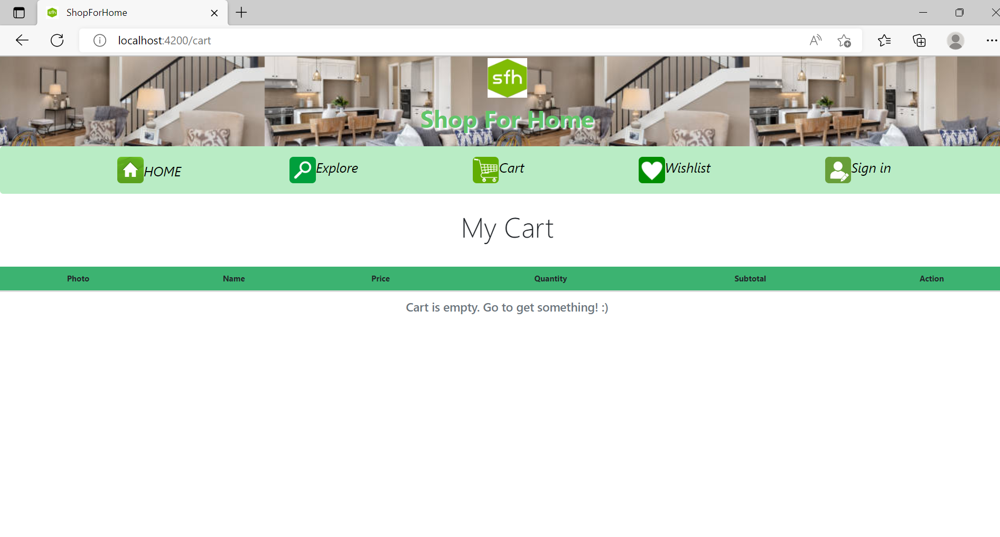 sfh ShopForHome
localhost:4200/cart
sfh
Shop For Home
HOME Explore Cart Wishlist Sign in
My Cart
Photo Name Price Quantity Subtotal Action
Cart is empty. Go to get something! :)